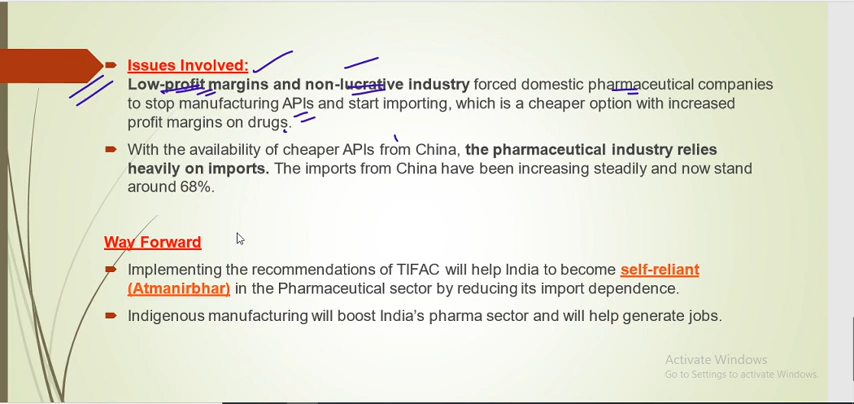 Issues Involved:
Low-profit margins and non-lucrative industry forced domestic pharmaceutical companies
to stop manufacturing APIs and start importing, which is a cheaper option with increased
profit margins on drugs.
With the availability of cheaper APIs from China, the pharmaceutical industry relies
heavily on imports. The imports from China have been increasing steadily and now stand
around 68%.
Way Forward
Implementing the recommendations of TIFAC will help India to become self-reliant
(Atmanirbhar) in the Pharmaceutical sector by reducing its import dependence.
Indigenous manufacturing will boost India's pharma sector and will help generate jobs.
Activate Windows
Go to Settings to activate Windows.